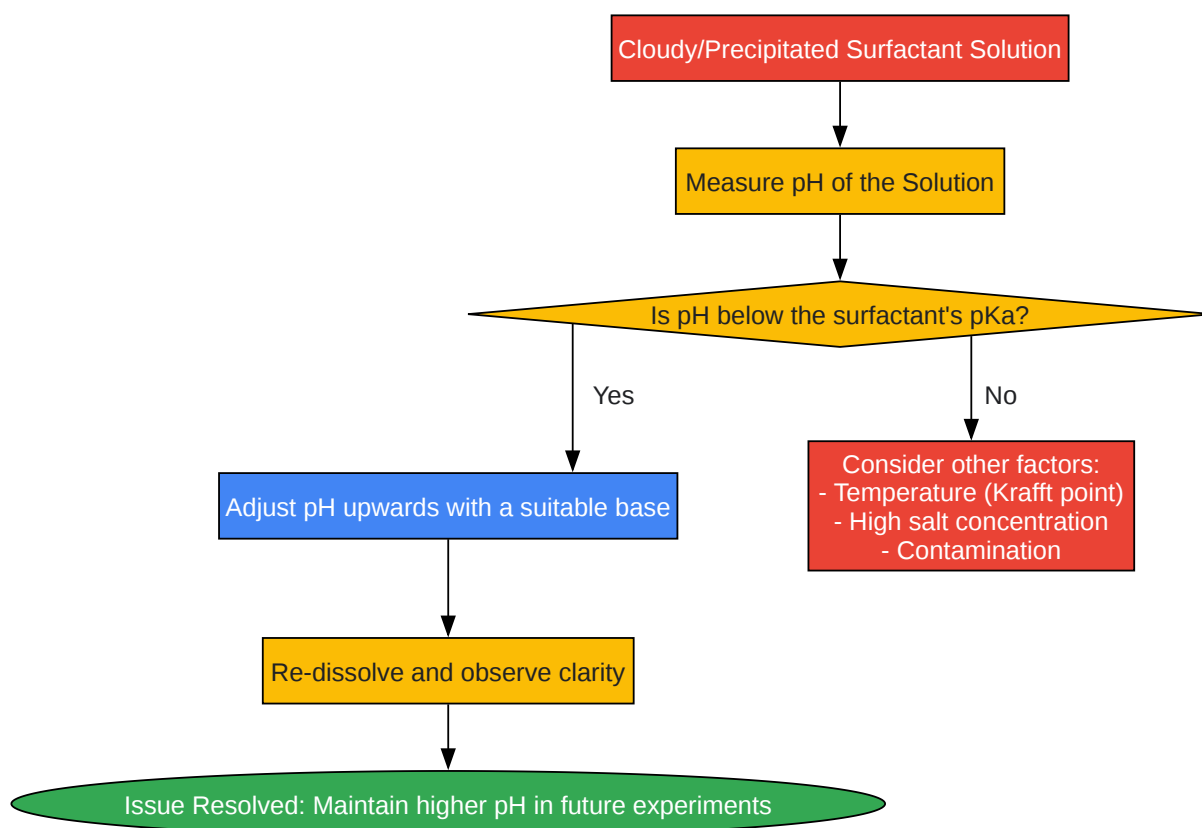 Cloudy/Precipitated Surfactant Solution
Measure pH of the Solution
Is pH below the surfactant's pKa?
Yes
No
Consider other factors:
- Temperature (Krafft point)
- High salt concentration
- Contamination
Adjust pH upwards with a suitable base
Re-dissolve and observe clarity
Issue Resolved: Maintain higher pH in future experiments